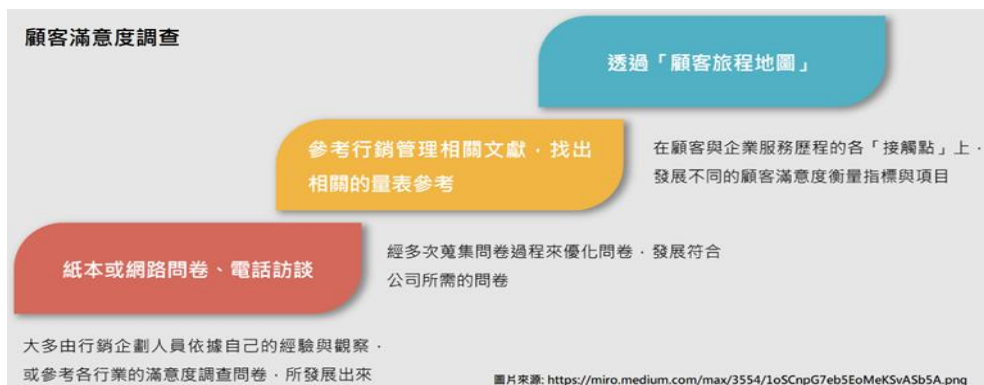 顧客滿意度調查
透過「顧客旅程地圖」
參考行銷管理相關文獻，找出
相關的量表參考
在顧客與企業服務歷程的各「接觸點」上，
發展不同的顧客滿意度衡量指標與項目
紙本或網路問卷、電話訪談
經多次蒐集問卷過程來優化問卷，發展符合
公司所需的問卷
大多由行銷企劃人員依據自己的經驗與觀察，
或參考各行業的滿意度調查問卷，所發展出來
圖片來源: https://miro.medium.com/max/3554/1oSCnpG7eb5EoMeKSvASb5A.png